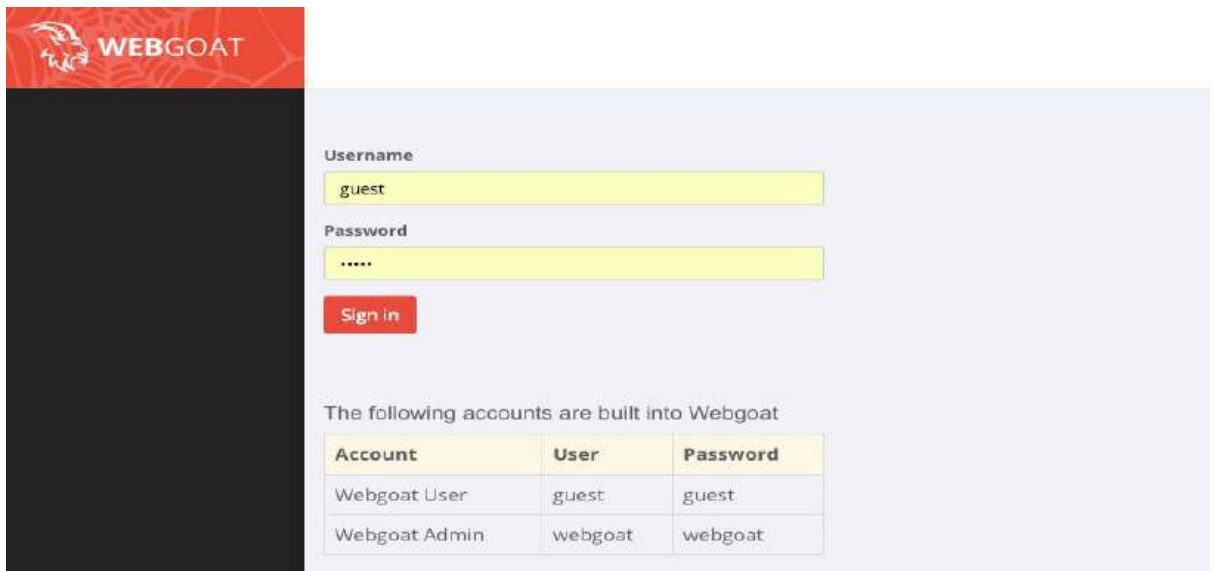 WEBGOAT
Username
guest
Password
•••••
Sign in
The following accounts are built into Webgoat
Account User Password
Webgoat User guest guest
Webgoat Admin webgoat webgoat